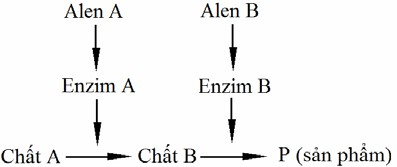 Alen A Alen B
Enzim A Enzim B
Chất A Chất B P (sản phẩm)